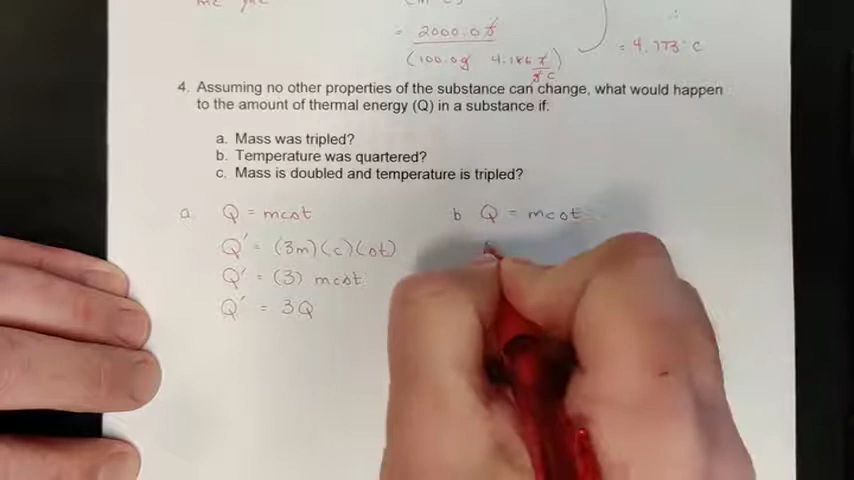 = 2000.0J
(100.0g 4.186 J/g°C)
= 4.773°C
4. Assuming no other properties of the substance can change, what would happen
to the amount of thermal energy (Q) in a substance if:
a. Mass was tripled?
b. Temperature was quartered?
c. Mass is doubled and temperature is tripled?
a. Q = mcΔt
Q' = (3m)(c)(Δt)
Q' = (3) mcΔt
Q' = 3Q
b Q = mcΔt